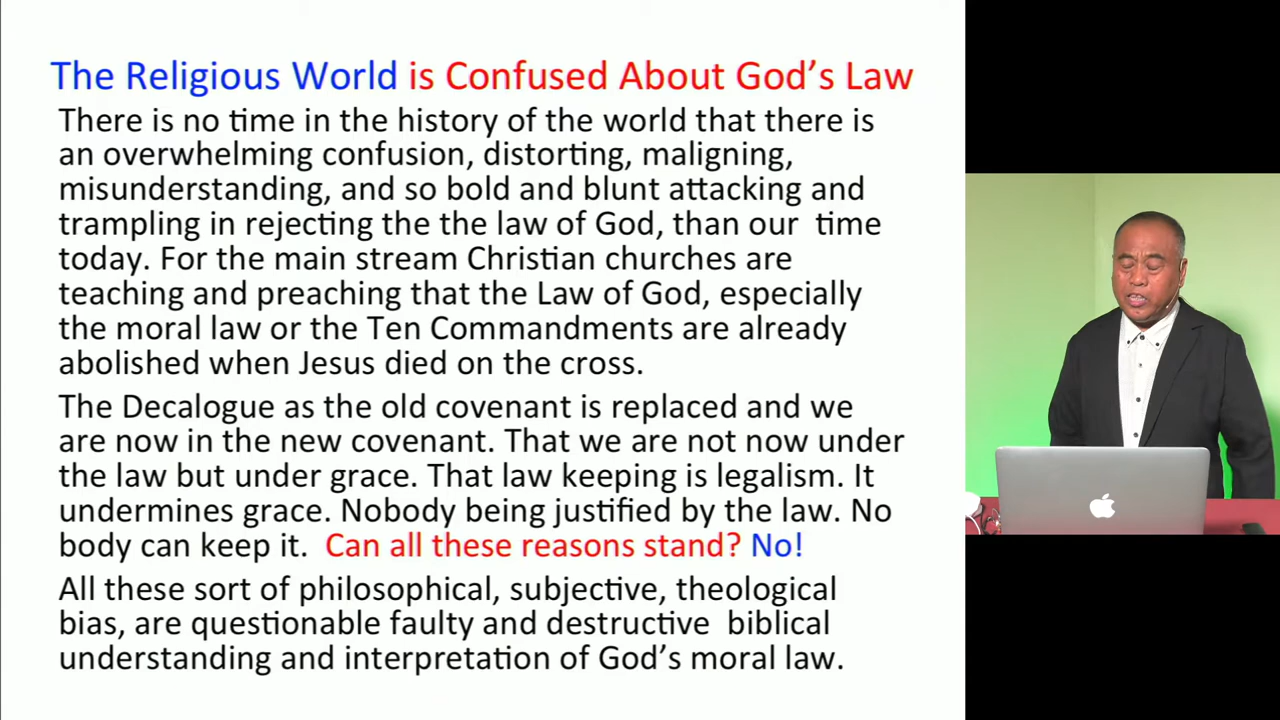 The Religious World is Confused About God's Law
There is no time in the history of the world that there is
an overwhelming confusion, distorting, maligning,
misunderstanding, and so bold and blunt attacking and
trampling in rejecting the the law of God, than our time
today. For the main stream Christian churches are
teaching and preaching that the Law of God, especially
the moral law or the Ten Commandments are already
abolished when Jesus died on the cross.
The Decalogue as the old covenant is replaced and we
are now in the new covenant. That we are not now under
the law but under grace. That law keeping is legalism. It
undermines grace. Nobody being justified by the law. No
body can keep it. Can all these reasons stand? No!
All these sort of philosophical, subjective, theological
bias, are questionable faulty and destructive biblical
understanding and interpretation of God's moral law.